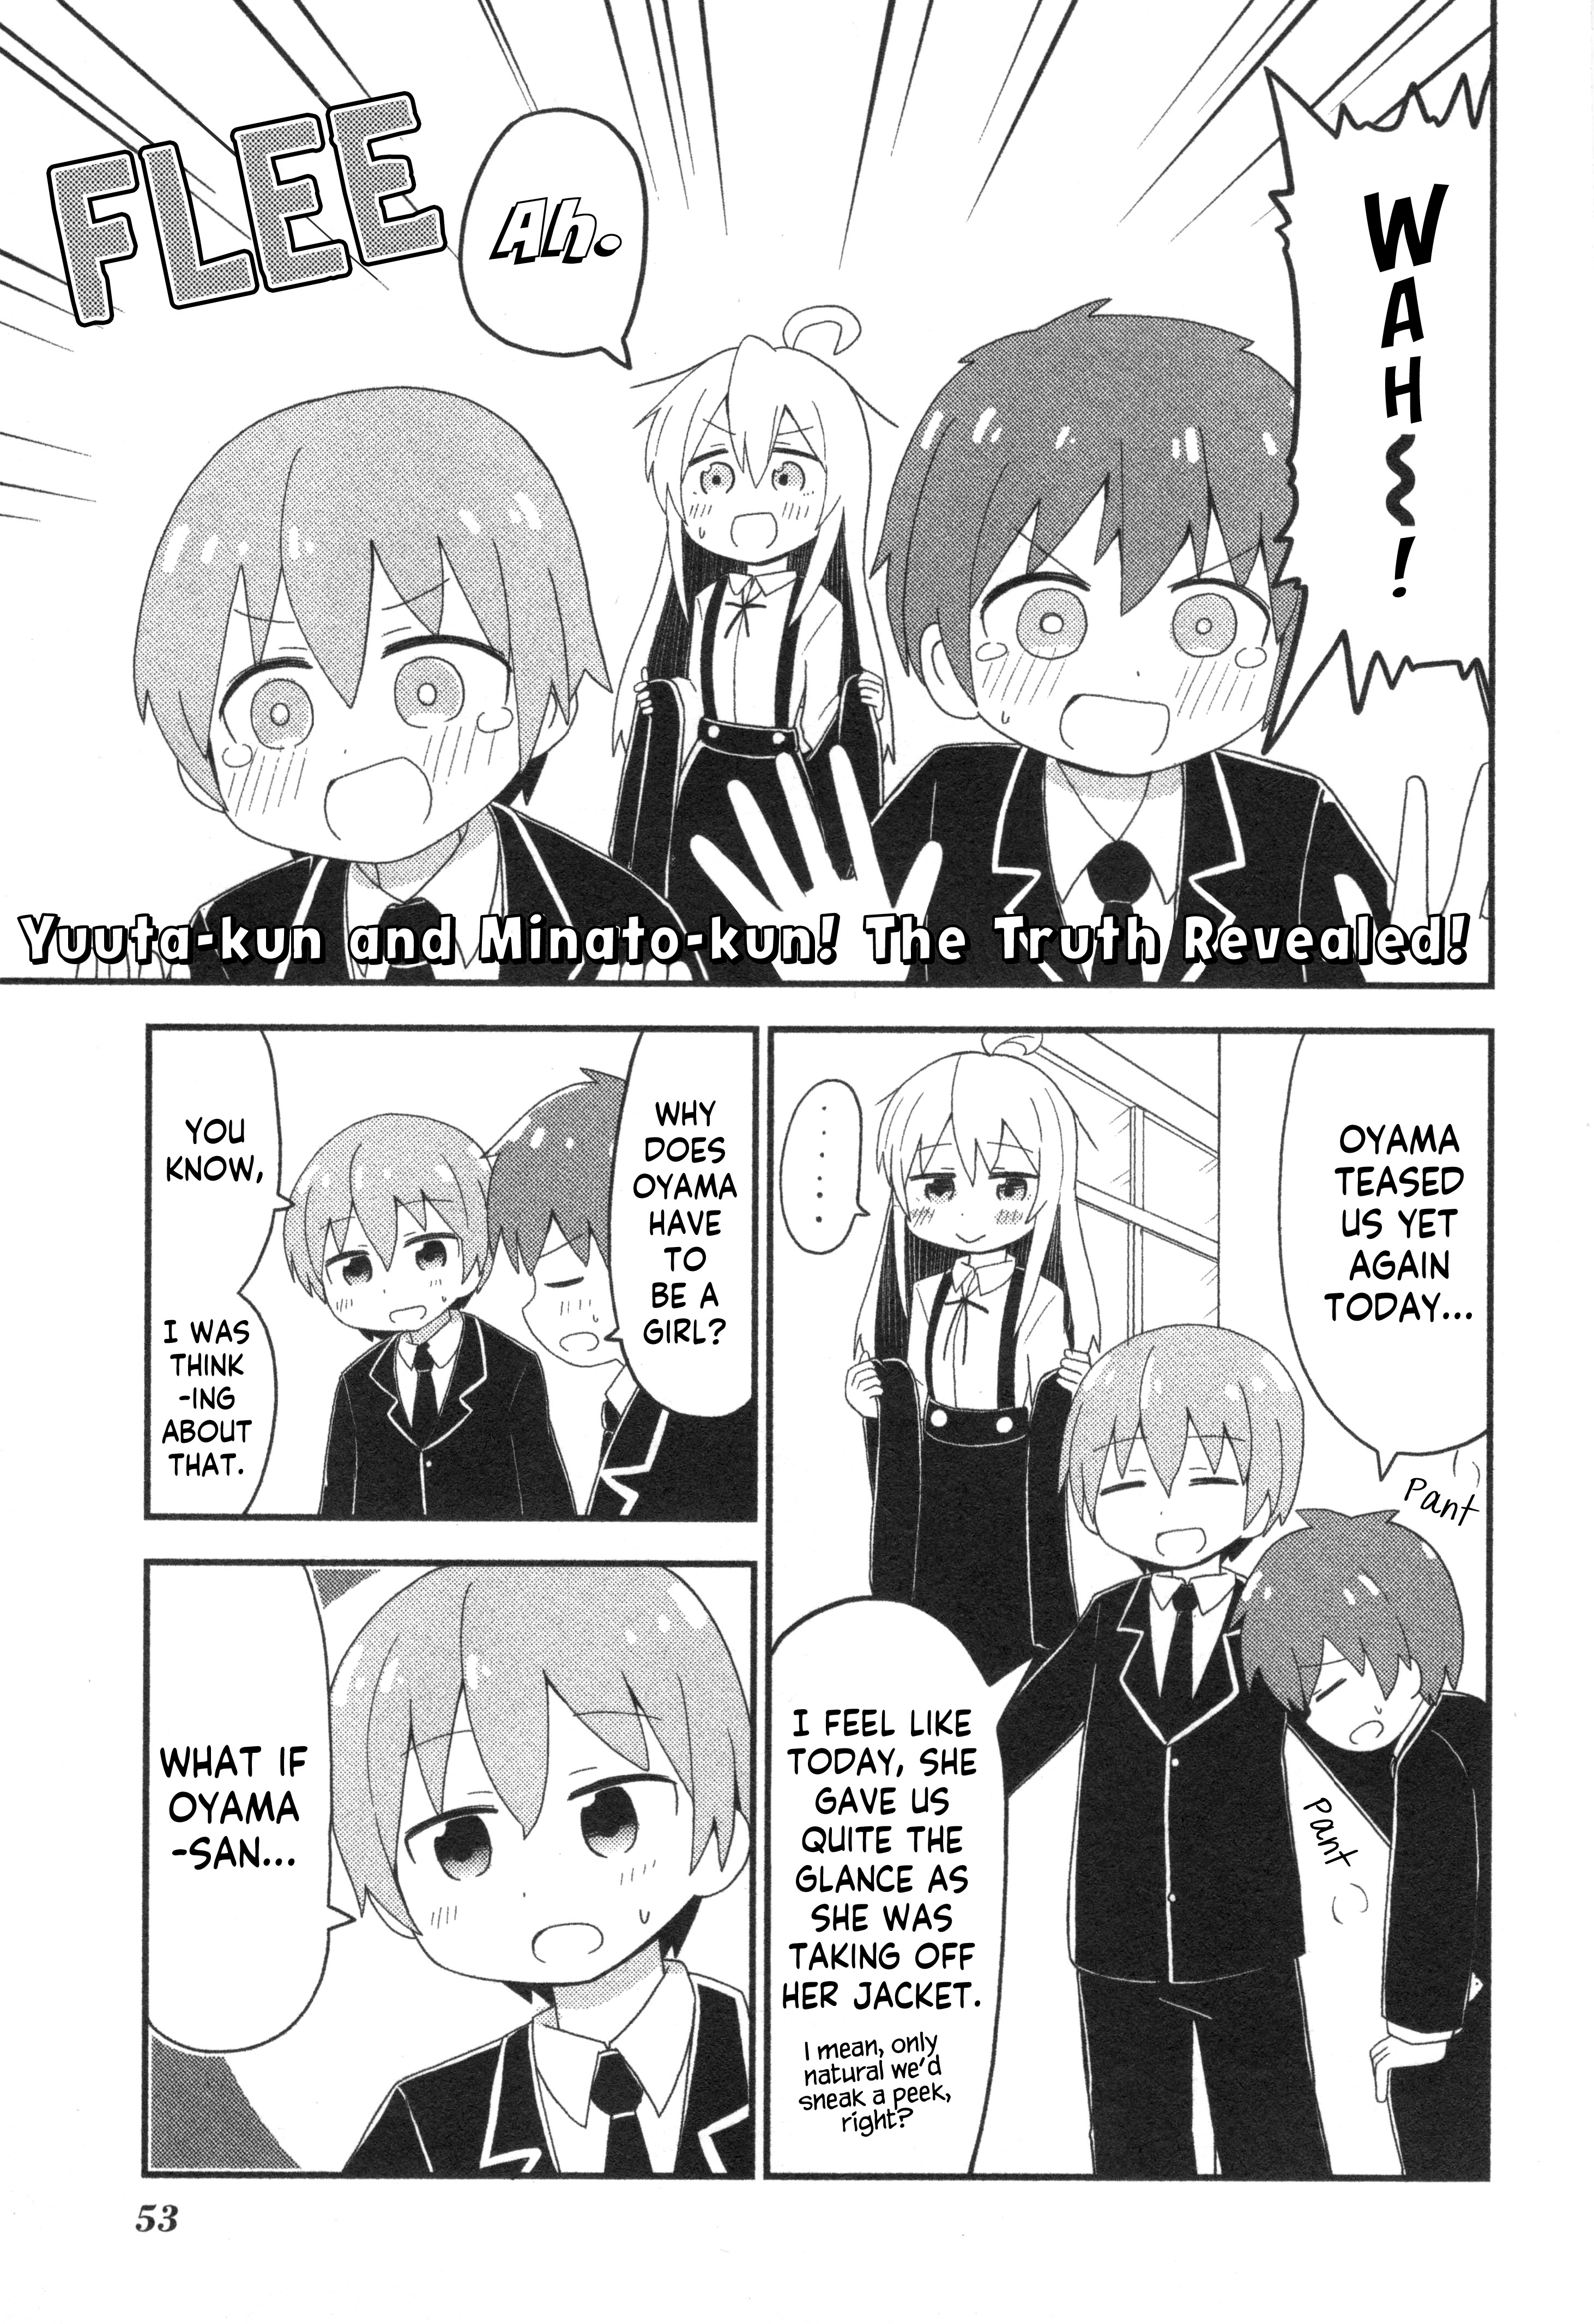 WAH~!
Ah.
FLEE
Yuuta-kun and Minato-kun! The Truth Revealed!
OYAMA
TEASED
US YET
AGAIN
TODAY...
Pant
......
Pant
I FEEL LIKE
TODAY, SHE
GAVE US
QUITE THE
GLANCE AS
SHE WAS
TAKING OFF
HER JACKET.
I mean, only
natural we'd
sneak a peek,
right?
WHY
DOES
OYAMA
HAVE
TO
BE A
GIRL?
YOU
KNOW,
I WAS
THINK
-ING
ABOUT
THAT.
WHAT IF
OYAMA
-SAN...
53